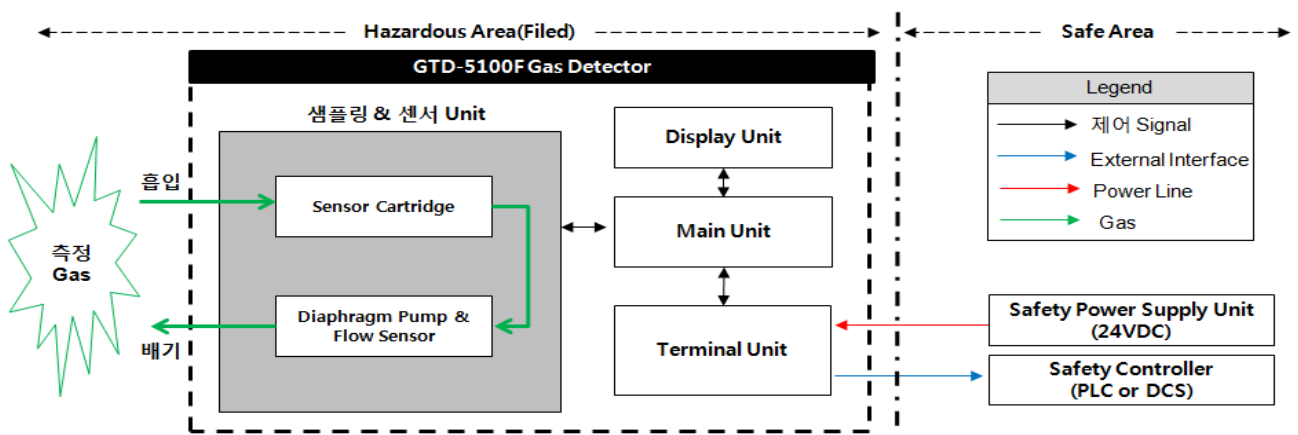 Hazardous Area(Filed)
Safe Area
GTD-5100F Gas Detector
샘플링 & 센서 Unit
흡입
측정
Gas
배기
Sensor Cartridge
Diaphragm Pump &
Flow Sensor
Display Unit
Main Unit
Terminal Unit
Legend
제어 Signal
External Interface
Power Line
Gas
Safety Power Supply Unit
(24VDC)
Safety Controller
(PLC or DCS)